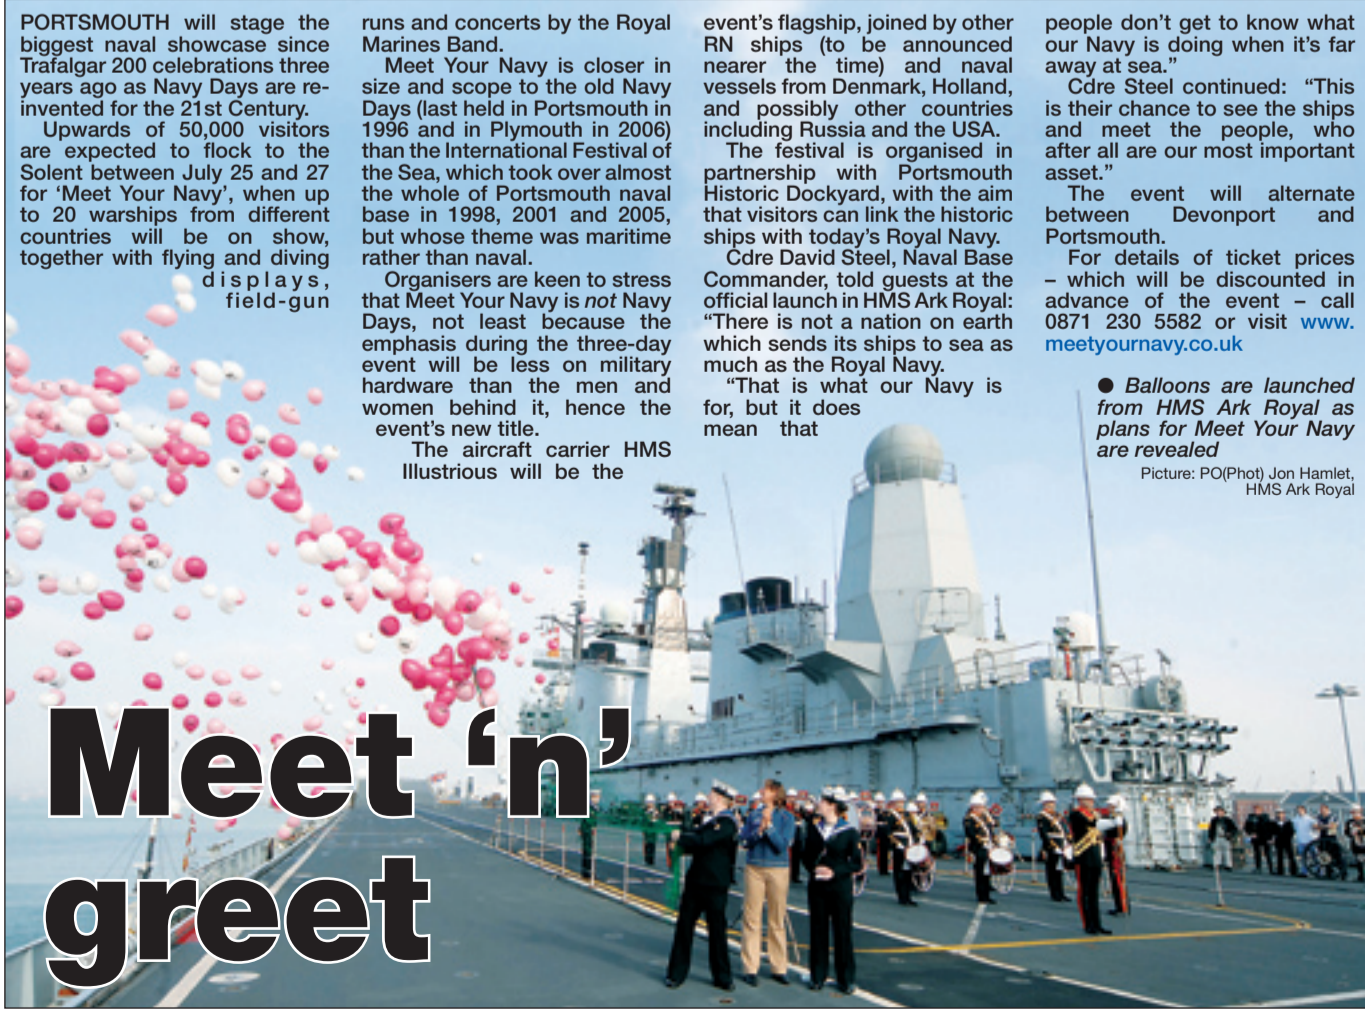 PORTSMOUTH will stage the
biggest naval showcase since
Trafalgar 200 celebrations three
years ago as Navy Days are re-
invented for the 21st Century.
Upwards of 50,000 visitors
are expected to flock to the
Solent between July 25 and 27
for ‘Meet Your Navy’, when up
to 20 warships from different
countries will be on show,
together with flying and diving
displays,
field-gun
runs and concerts by the Royal
Marines Band.
Meet Your Navy is closer in
size and scope to the old Navy
Days (last held in Portsmouth in
1996 and in Plymouth in 2006)
than the International Festival of
the Sea, which took over almost
the whole of Portsmouth naval
base in 1998, 2001 and 2005,
but whose theme was maritime
rather than naval.
Organisers are keen to stress
that Meet Your Navy is not Navy
Days, not least because the
emphasis during the three-day
event will be less on military
hardware than the men and
women behind it, hence the
event’s new title.
The aircraft carrier HMS
Illustrious will be the
event’s flagship, joined by other
RN ships (to be announced
nearer the time) and naval
vessels from Denmark, Holland,
and possibly other countries
including Russia and the USA.
The festival is organised in
partnership with Portsmouth
Historic Dockyard, with the aim
that visitors can link the historic
ships with today’s Royal Navy.
Cdre David Steel, Naval Base
Commander, told guests at the
official launch in HMS Ark Royal:
“There is not a nation on earth
which sends its ships to sea as
much as the Royal Navy.
“That is what our Navy is
for, but it does
mean that
people don’t get to know what
our Navy is doing when it’s far
away at sea.”
Cdre Steel continued: “This
is their chance to see the ships
and meet the people, who
after all are our most important
asset.”
The event will alternate
between Devonport and
Portsmouth.
For details of ticket prices
– which will be discounted in
advance of the event – call
0871 230 5582 or visit www.
meetyournavy.co.uk
● Balloons are launched
from HMS Ark Royal as
plans for Meet Your Navy
are revealed
Picture: PO(Phot) Jon Hamlet,
HMS Ark Royal
Meet ‘n’
greet